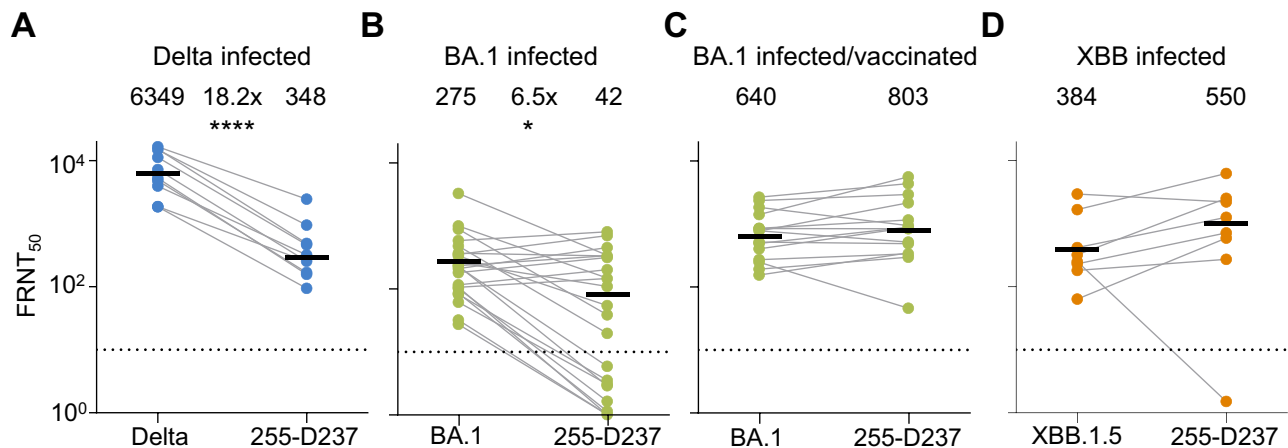 A
Delta infected
6349 18.2x 348
****
B
BA.1 infected
275 6.5x 42
*
C
BA.1 infected/vaccinated
640 803
D
XBB infected
384 550
FRNT50
10^4
10^2
10^0
Delta 255-D237
BA.1 255-D237
BA.1 255-D237
XBB.1.5 255-D237